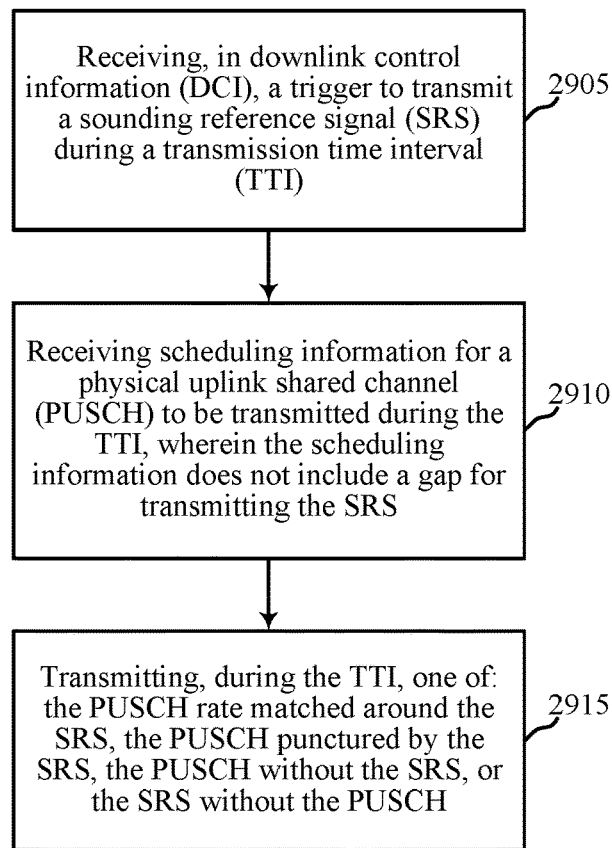 Receiving, in downlink control
information (DCI), a trigger to transmit
a sounding reference signal (SRS)
during a transmission time interval
(TTI)
2905
Receiving scheduling information for a
physical uplink shared channel
(PUSCH) to be transmitted during the
TTI, wherein the scheduling
information does not include a gap for
transmitting the SRS
2910
Transmitting, during the TTI, one of:
the PUSCH rate matched around the
SRS, the PUSCH punctured by the
SRS, the PUSCH without the SRS, or
the SRS without the PUSCH
2915